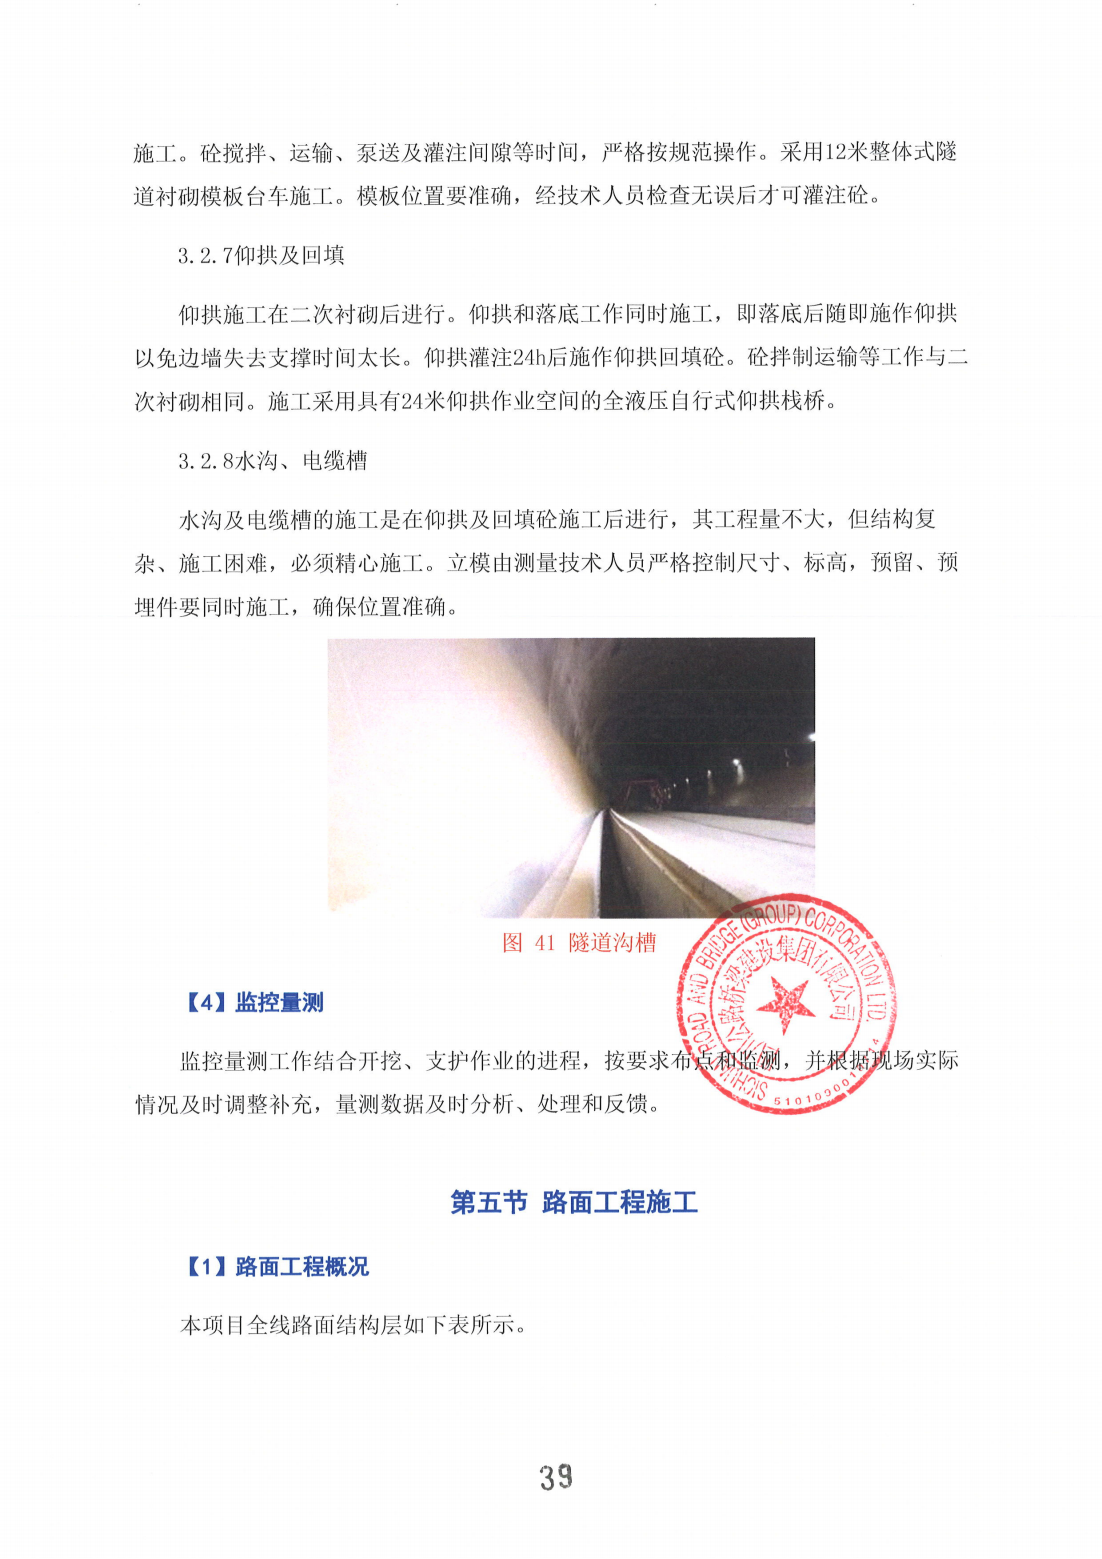 施工。砼搅拌、运输、泵送及灌注间隙等时间，严格按规范操作。采用12米整体式隧
道衬砌模板台车施工。模板位置要准确，经技术人员检查无误后才可灌注砼。
3.2.7仰拱及回填
仰拱施工在二次衬砌后进行。仰拱和落底工作同时施工，即落底后随即施作仰拱
以免边墙失去支撑时间太长。仰拱灌注24h后施作仰拱回填砼。砼拌制运输等工作与二
次衬砌相同。施工采用具有24米仰拱作业空间的全液压自行式仰拱栈桥。
3.2.8水沟、电缆槽
水沟及电缆槽的施工是在仰拱及回填砼施工后进行，其工程量不大，但结构复
杂、施工困难，必须精心施工。立模由测量技术人员严格控制尺寸、标高，预留、预
埋件要同时施工，确保位置准确。
图 41 隧道沟槽
SICHUAN ROAD AND BRIDGE (GROUP) CORPORATION LTD.
四川公路桥梁建设集团有限公司
【4】监控量测
监控量测工作结合开挖、支护作业的进程，按要求布点和监测，并根据现场实际
情况及时调整补充，量测数据及时分析、处理和反馈。
第五节 路面工程施工
【1】路面工程概况
本项目全线路面结构层如下表所示。
39